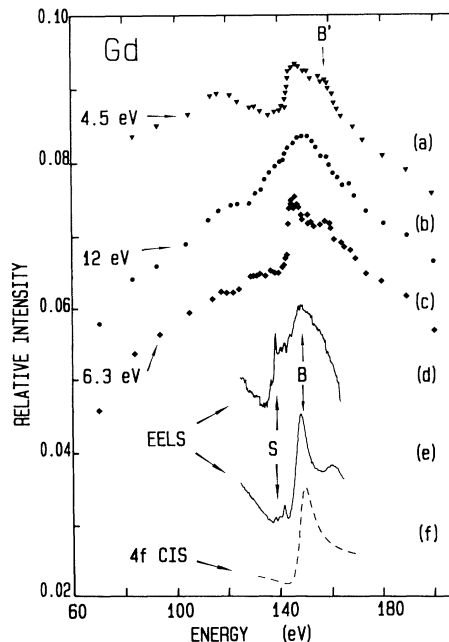 Gd
B'
0.10
4.5 eV
(a)
0.08
(b)
12 eV
(c)
0.06
6.3 eV
(d)
B
EELS
S
(e)
0.04
(f)
4f CIS
0.02
60
100
140
180
ENERGY (eV)
RELATIVE INTENSITY